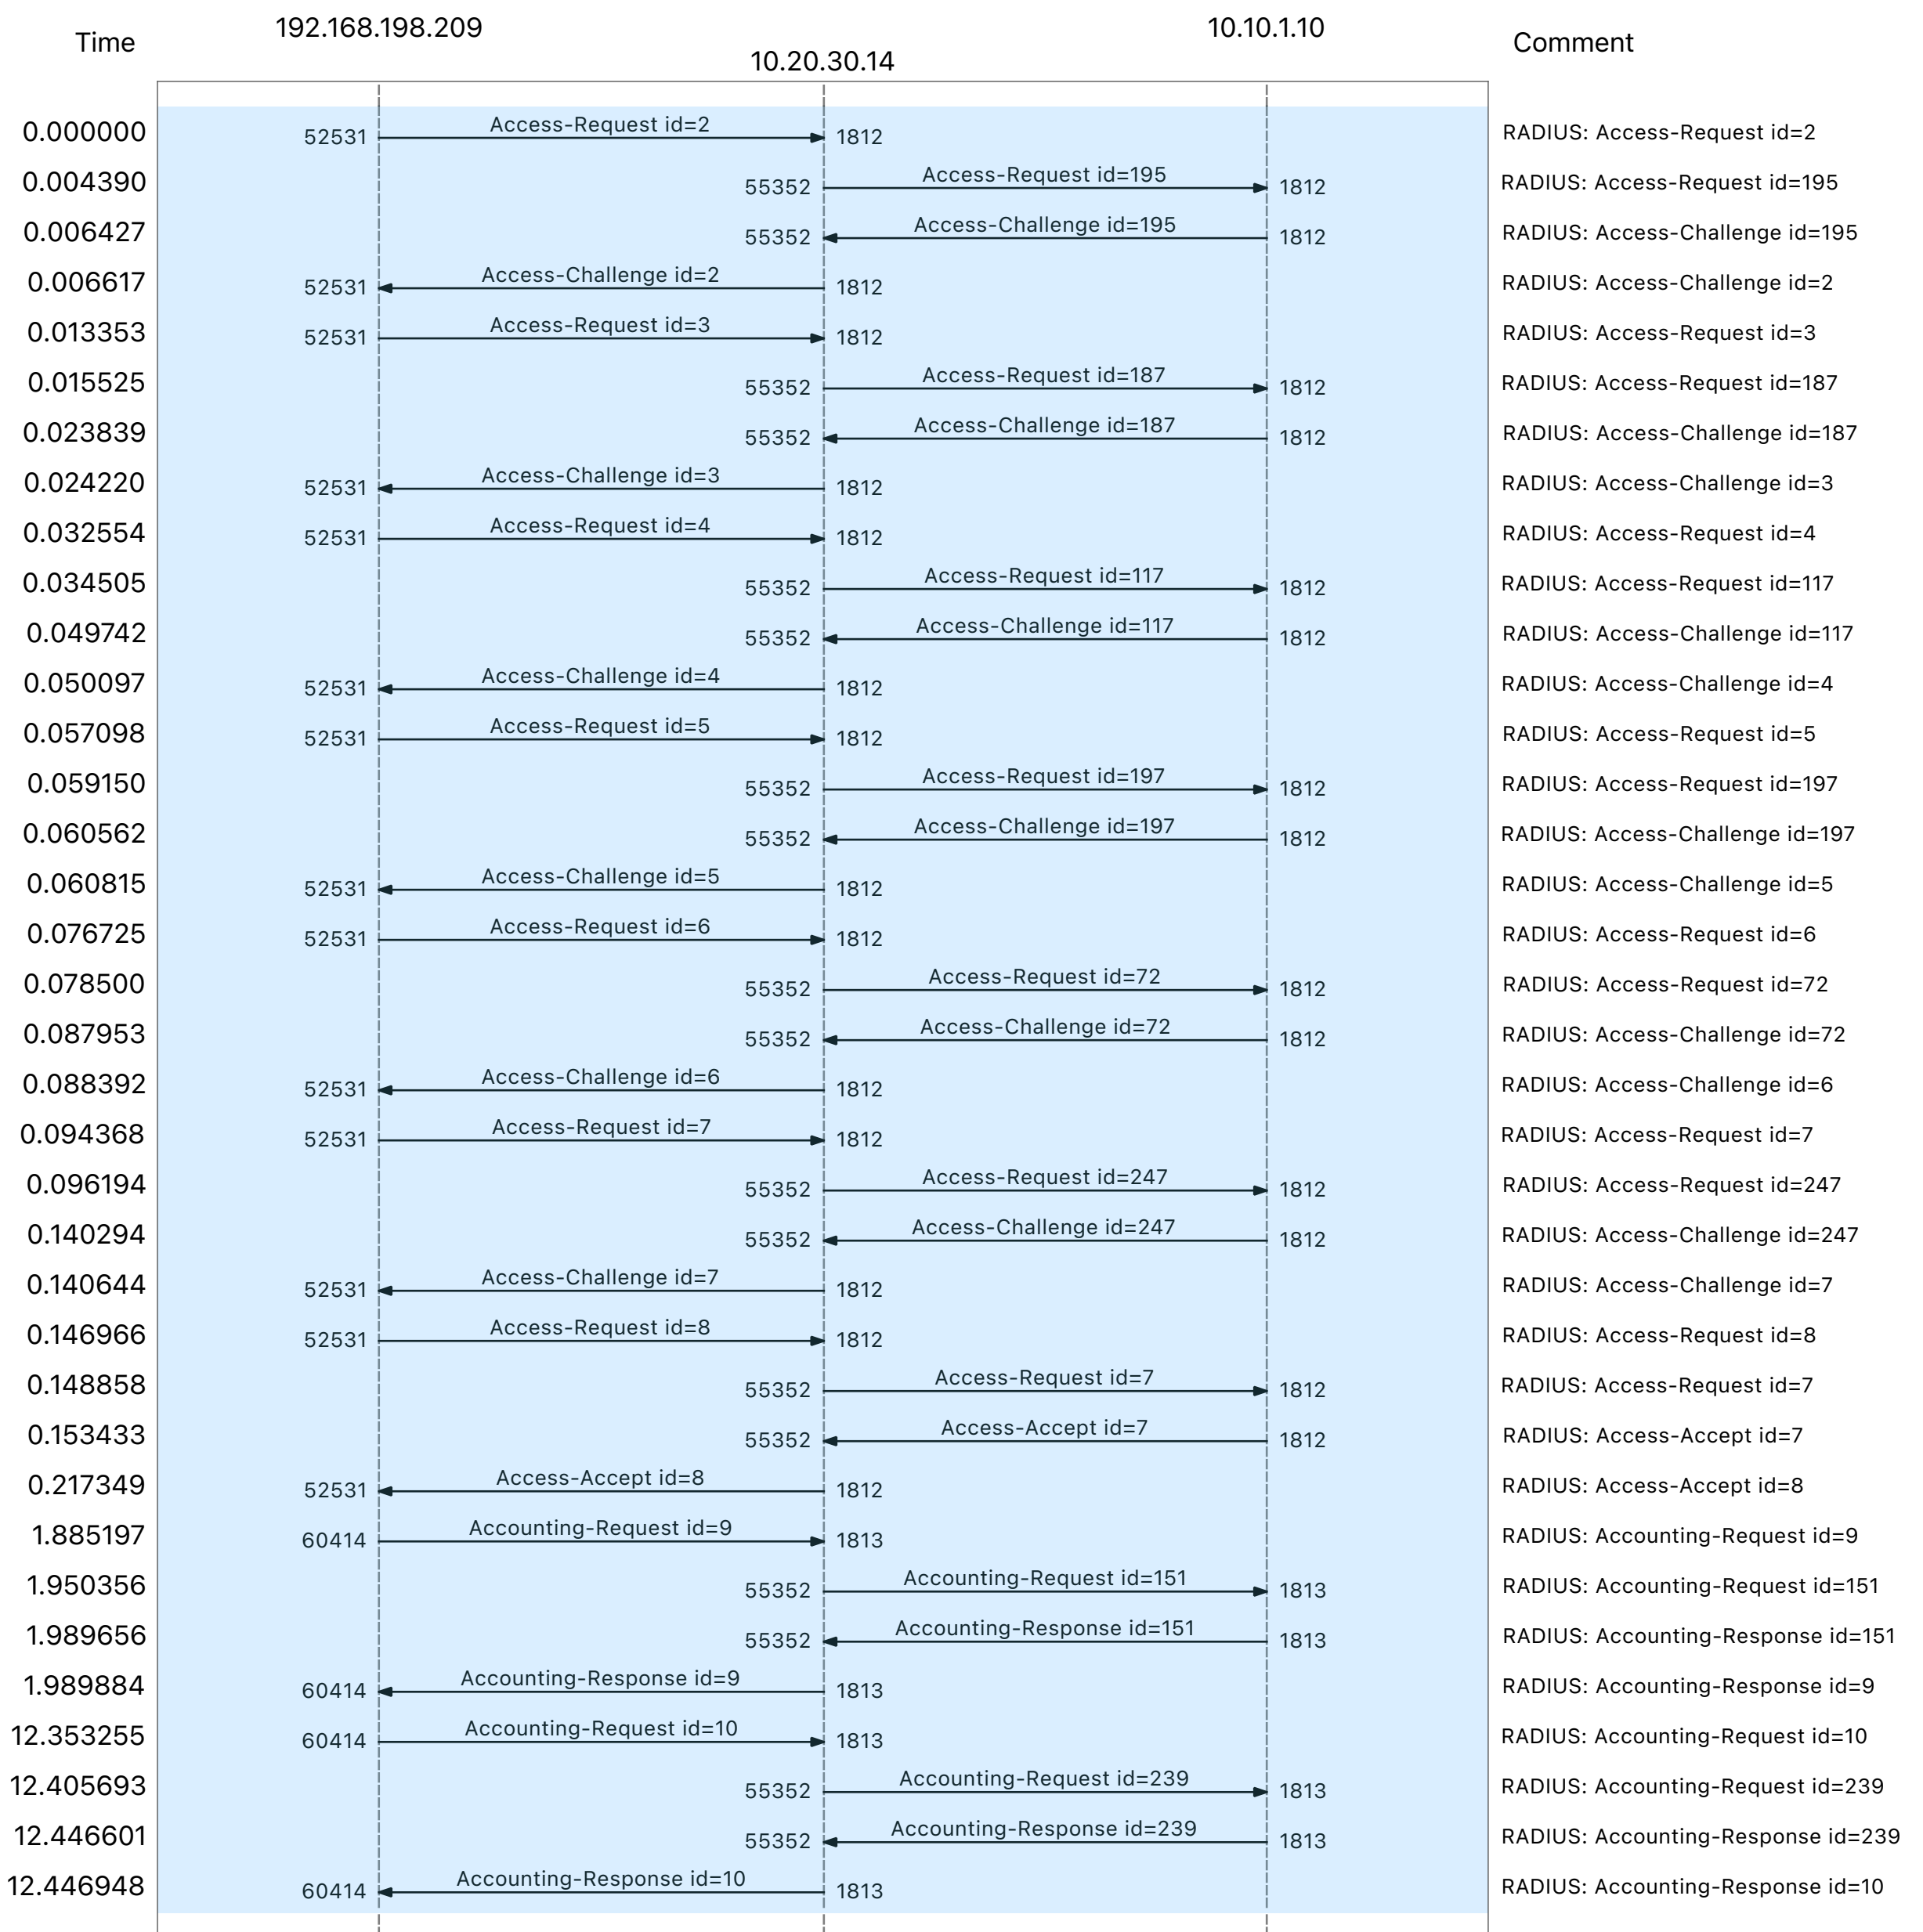 192.168.198.209 10.10.1.10
Time Comment
10.20.30.14
0.000000 52531 Access-Request id=2 1812 RADIUS: Access-Request id=2
0.004390 55352 Access-Request id=195 1812 RADIUS: Access-Request id=195
0.006427 55352 Access-Challenge id=195 1812 RADIUS: Access-Challenge id=195
0.006617 52531 Access-Challenge id=2 1812 RADIUS: Access-Challenge id=2
0.013353 52531 Access-Request id=3 1812 RADIUS: Access-Request id=3
0.015525 55352 Access-Request id=187 1812 RADIUS: Access-Request id=187
0.023839 55352 Access-Challenge id=187 1812 RADIUS: Access-Challenge id=187
0.024220 52531 Access-Challenge id=3 1812 RADIUS: Access-Challenge id=3
0.032554 52531 Access-Request id=4 1812 RADIUS: Access-Request id=4
0.034505 55352 Access-Request id=117 1812 RADIUS: Access-Request id=117
0.049742 55352 Access-Challenge id=117 1812 RADIUS: Access-Challenge id=117
0.050097 52531 Access-Challenge id=4 1812 RADIUS: Access-Challenge id=4
0.057098 52531 Access-Request id=5 1812 RADIUS: Access-Request id=5
0.059150 55352 Access-Request id=197 1812 RADIUS: Access-Request id=197
0.060562 55352 Access-Challenge id=197 1812 RADIUS: Access-Challenge id=197
0.060815 52531 Access-Challenge id=5 1812 RADIUS: Access-Challenge id=5
0.076725 52531 Access-Request id=6 1812 RADIUS: Access-Request id=6
0.078500 55352 Access-Request id=72 1812 RADIUS: Access-Request id=72
0.087953 55352 Access-Challenge id=72 1812 RADIUS: Access-Challenge id=72
0.088392 52531 Access-Challenge id=6 1812 RADIUS: Access-Challenge id=6
0.094368 52531 Access-Request id=7 1812 RADIUS: Access-Request id=7
0.096194 55352 Access-Request id=247 1812 RADIUS: Access-Request id=247
0.140294 55352 Access-Challenge id=247 1812 RADIUS: Access-Challenge id=247
0.140644 52531 Access-Challenge id=7 1812 RADIUS: Access-Challenge id=7
0.146966 52531 Access-Request id=8 1812 RADIUS: Access-Request id=8
0.148858 55352 Access-Request id=7 1812 RADIUS: Access-Request id=7
0.153433 55352 Access-Accept id=7 1812 RADIUS: Access-Accept id=7
0.217349 52531 Access-Accept id=8 1812 RADIUS: Access-Accept id=8
1.885197 60414 Accounting-Request id=9 1813 RADIUS: Accounting-Request id=9
1.950356 55352 Accounting-Request id=151 1813 RADIUS: Accounting-Request id=151
1.989656 55352 Accounting-Response id=151 1813 RADIUS: Accounting-Response id=151
1.989884 60414 Accounting-Response id=9 1813 RADIUS: Accounting-Response id=9
12.353255 60414 Accounting-Request id=10 1813 RADIUS: Accounting-Request id=10
12.405693 55352 Accounting-Request id=239 1813 RADIUS: Accounting-Request id=239
12.446601 55352 Accounting-Response id=239 1813 RADIUS: Accounting-Response id=239
12.446948 60414 Accounting-Response id=10 1813 RADIUS: Accounting-Response id=10